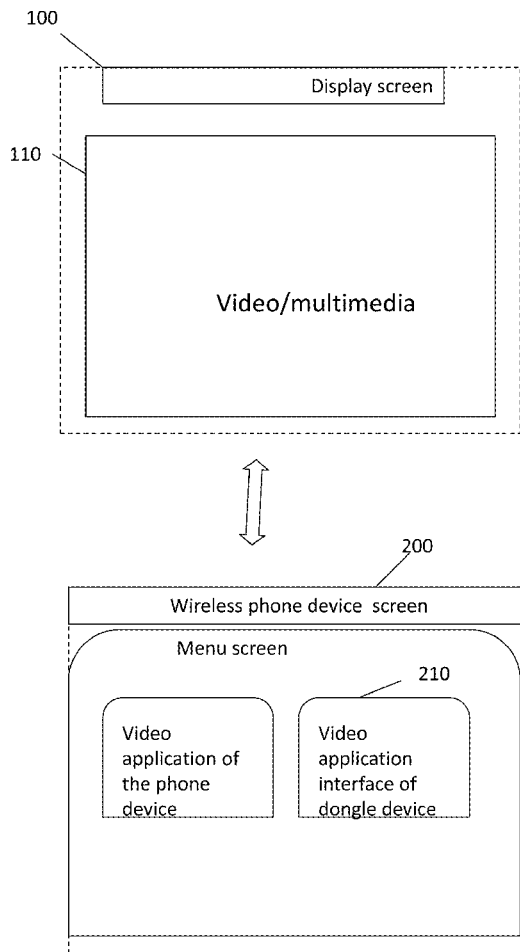 100
Display screen
110
Video/multimedia
200
Wireless phone device screen
Menu screen
210
Video
application of
the phone
device
Video
application
interface of
dongle device